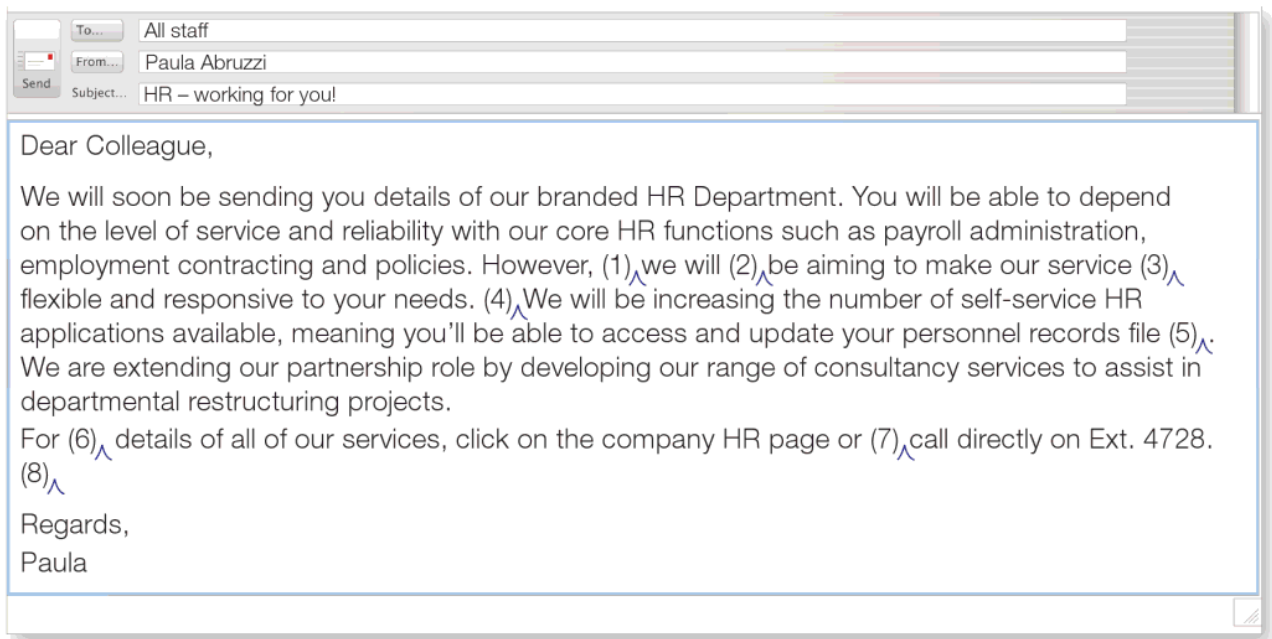 To... All staff
From... Paula Abruzzi
Send
Subject... HR – working for you!
Dear Colleague,
We will soon be sending you details of our branded HR Department. You will be able to depend
on the level of service and reliability with our core HR functions such as payroll administration,
employment contracting and policies. However, (1) we will (2) be aiming to make our service (3)
flexible and responsive to your needs. (4) We will be increasing the number of self-service HR
applications available, meaning you'll be able to access and update your personnel records file (5).
We are extending our partnership role by developing our range of consultancy services to assist in
departmental restructuring projects.
For (6) details of all of our services, click on the company HR page or (7) call directly on Ext. 4728.
(8)
Regards,
Paula